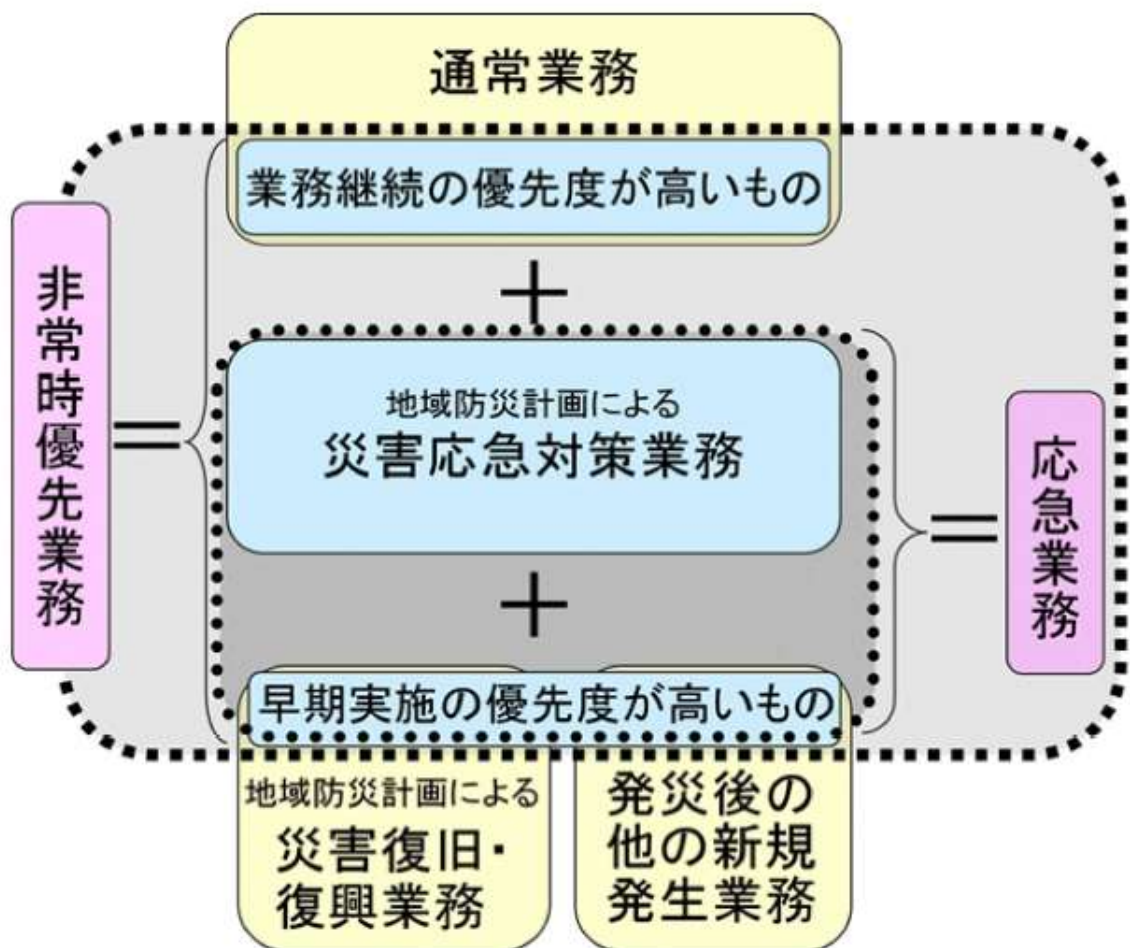 通常業務
業務継続の優先度が高いもの
+
非常時優先業務
=
地域防災計画による
災害応急対策業務
=
応急業務
+
早期実施の優先度が高いもの
地域防災計画による
災害復旧・
復興業務
発災後の
他の新規
発生業務